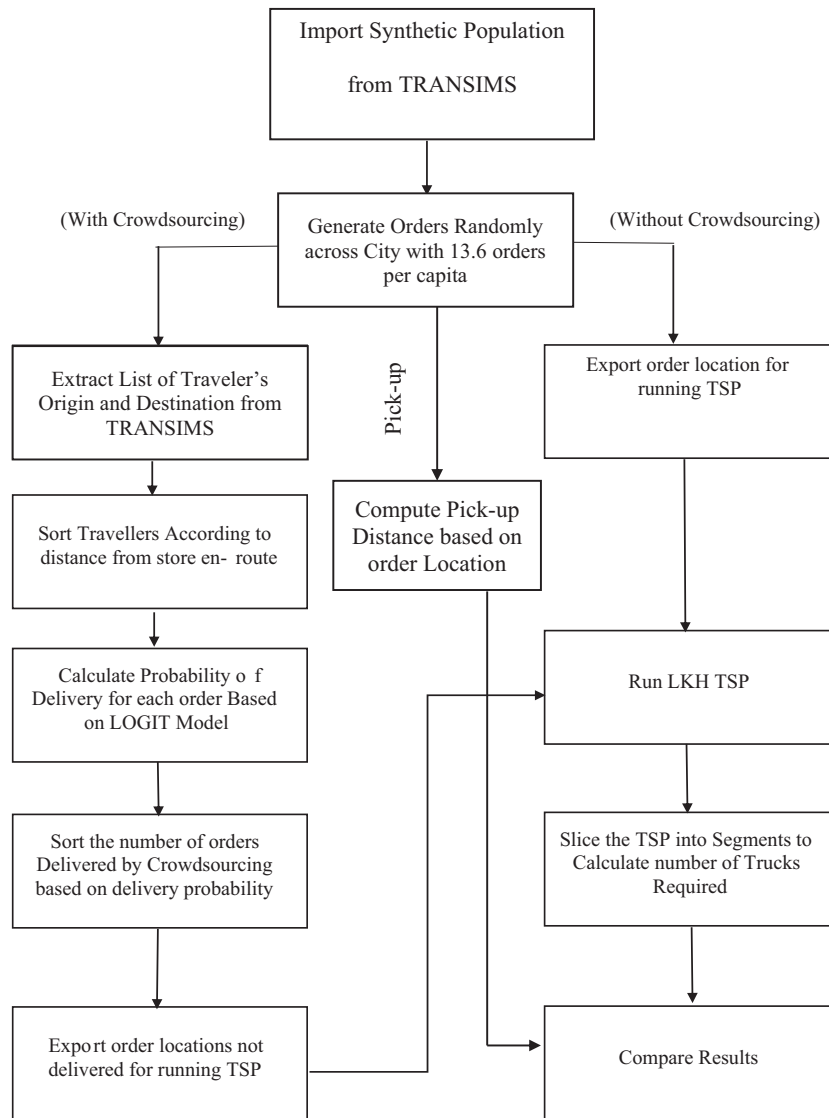 Import Synthetic Population
from TRANSIMS
(With Crowdsourcing)
(Without Crowdsourcing)
Generate Orders Randomly
across City with 13.6 orders
per capita
Pick-up
Extract List of Traveler's
Origin and Destination from
TRANSIMS
Export order location for
running TSP
Sort Travellers According to
distance from store en- route
Compute Pick-up
Distance based on
order Location
Calculate Probability o f
Delivery for each order Based
on LOGIT Model
Run LKH TSP
Sort the number of orders
Delivered by Crowdsourcing
based on delivery probability
Slice the TSP into Segments to
Calculate number of Trucks
Required
Export order locations not
delivered for running TSP
Compare Results